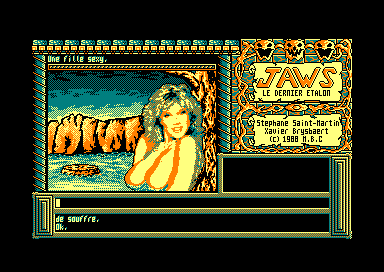 Une fille sexy,
JAWS
LE DERNIER ETALON
Stephane Saint-Martin
Xavier Brysbaert
(c) 1988 M.B.C
de souffre,
Ok,